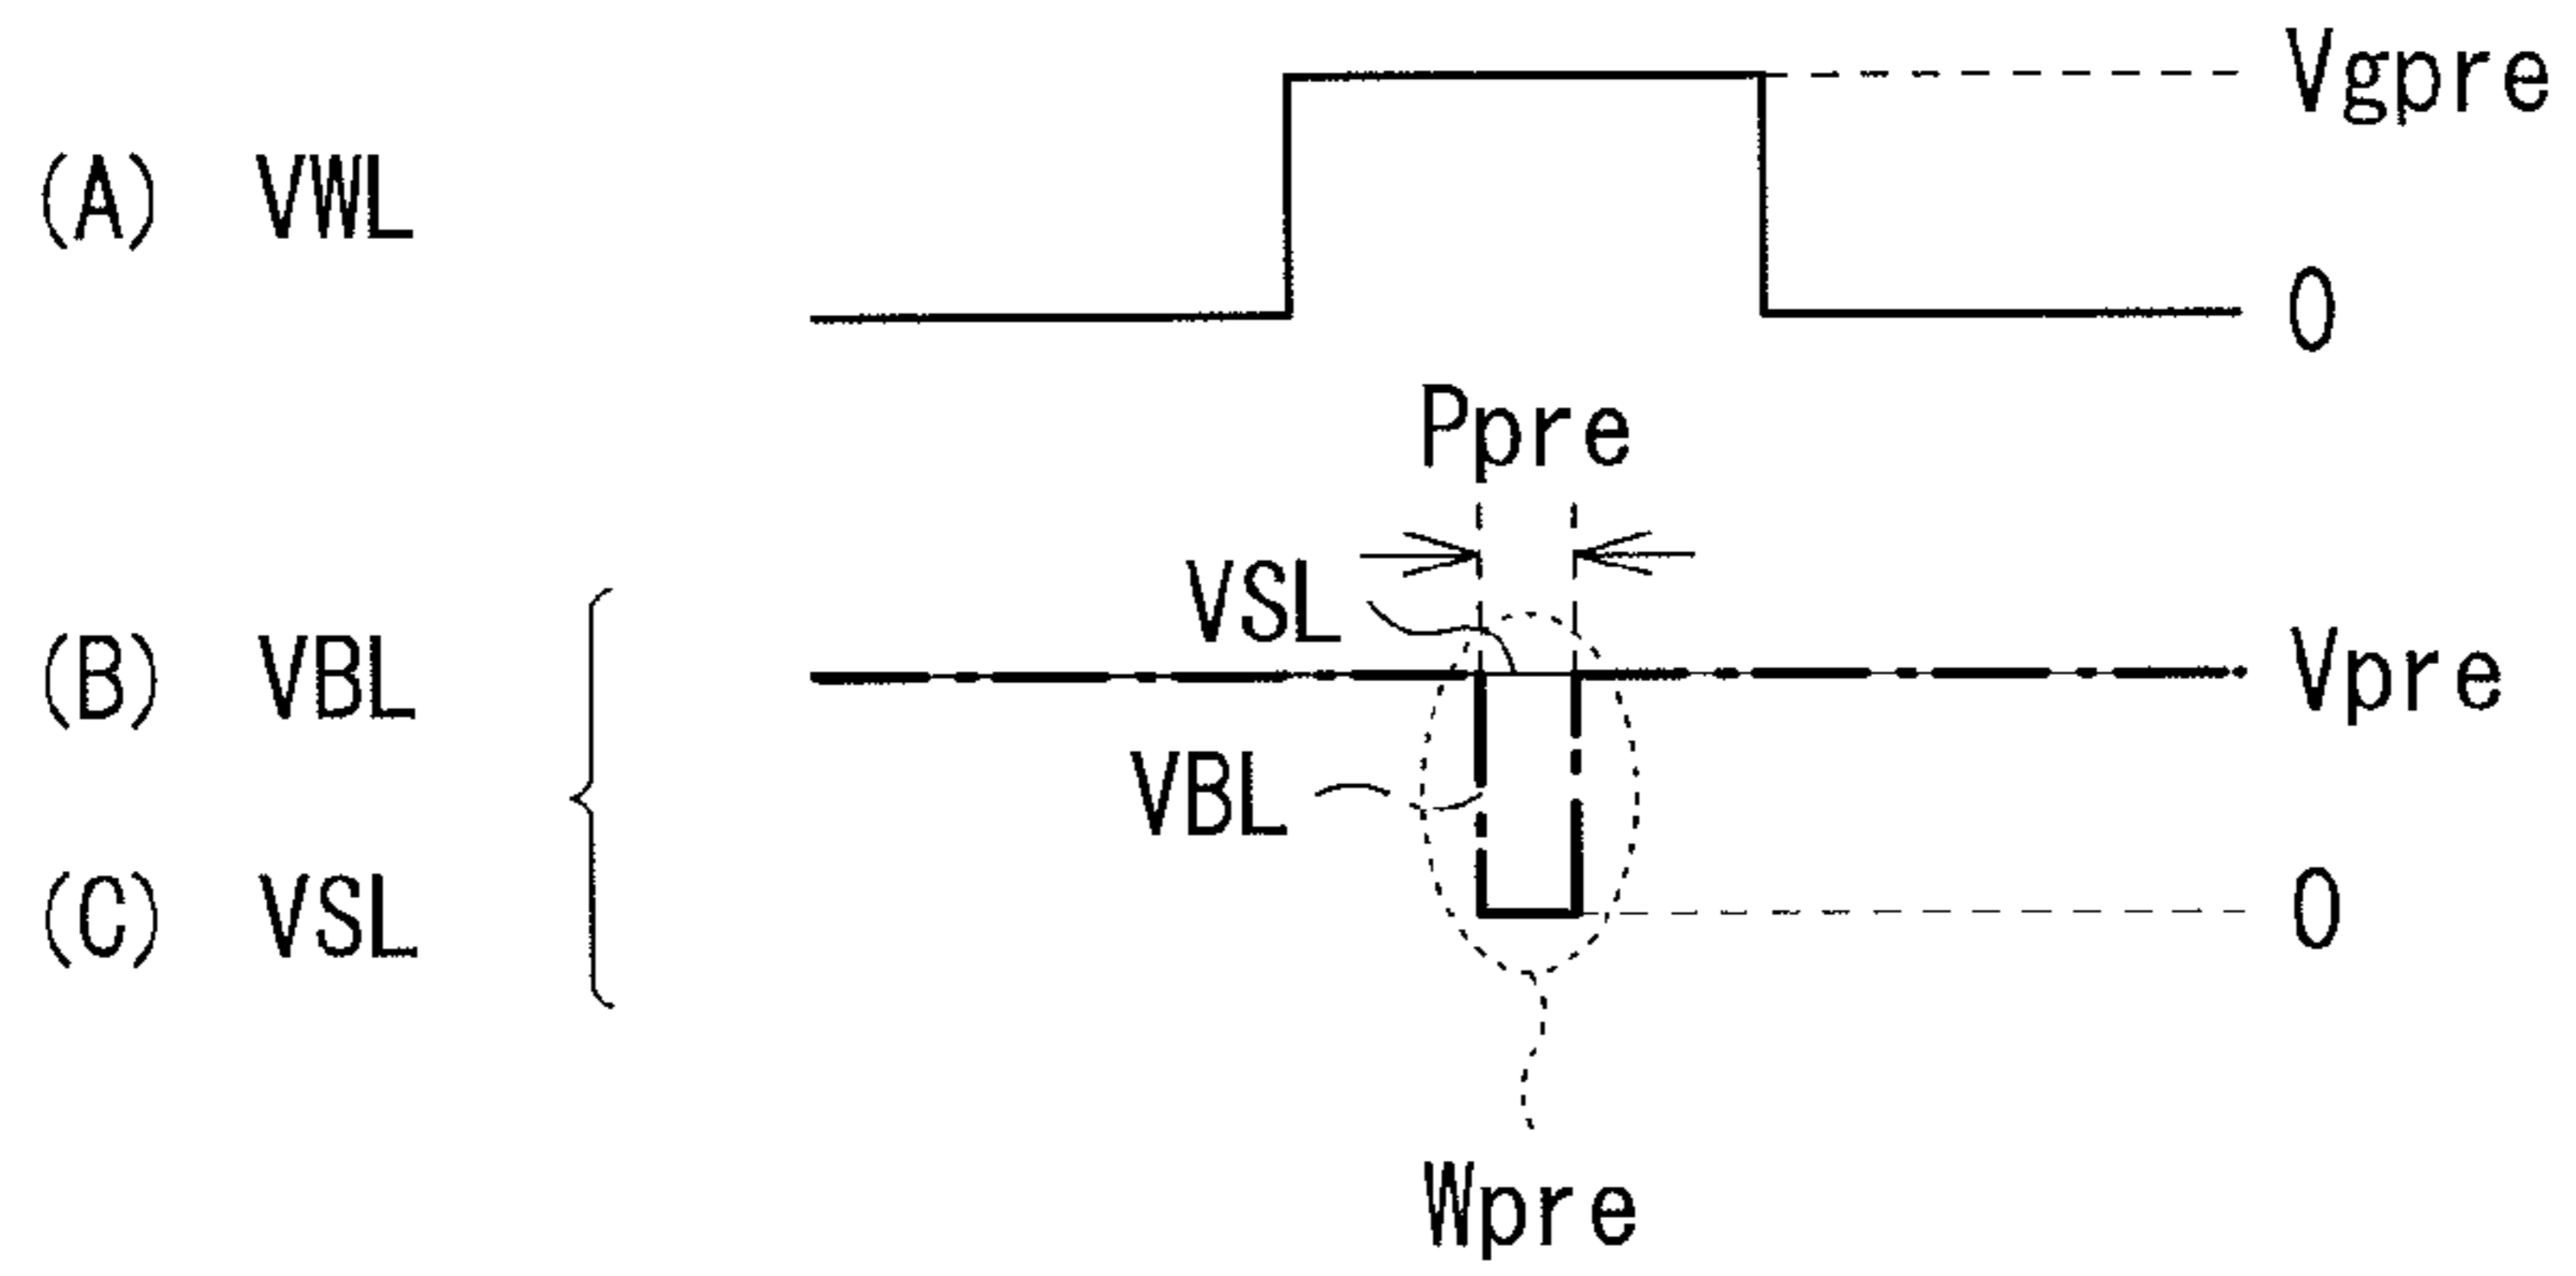 Vgpre
(A) VWL
0
Ppre
VSL
(B) VBL
Vpre
VBL
(C) VSL
0
Wpre